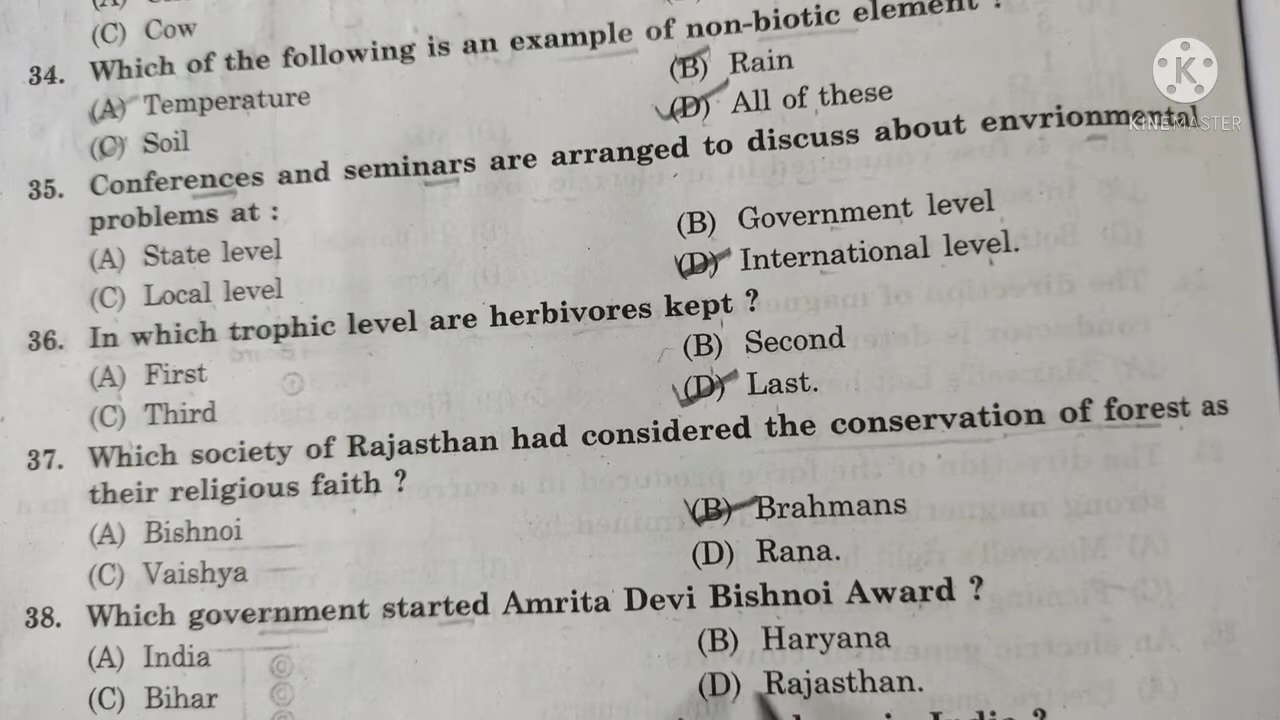 (C) Cow
34. Which of the following is an example of non-biotic element ?
(A) Temperature (B) Rain
(C) Soil (D) All of these
35. Conferences and seminars are arranged to discuss about envrionmental
problems at :
(A) State level (B) Government level
(C) Local level (D) International level.
36. In which trophic level are herbivores kept ?
(A) First (B) Second
(C) Third (D) Last.
37. Which society of Rajasthan had considered the conservation of forest as
their religious faith ?
(A) Bishnoi (B) Brahmans
(C) Vaishya (D) Rana.
38. Which government started Amrita Devi Bishnoi Award ?
(A) India (B) Haryana
(C) Bihar (D) Rajasthan.
K
KINEMASTER